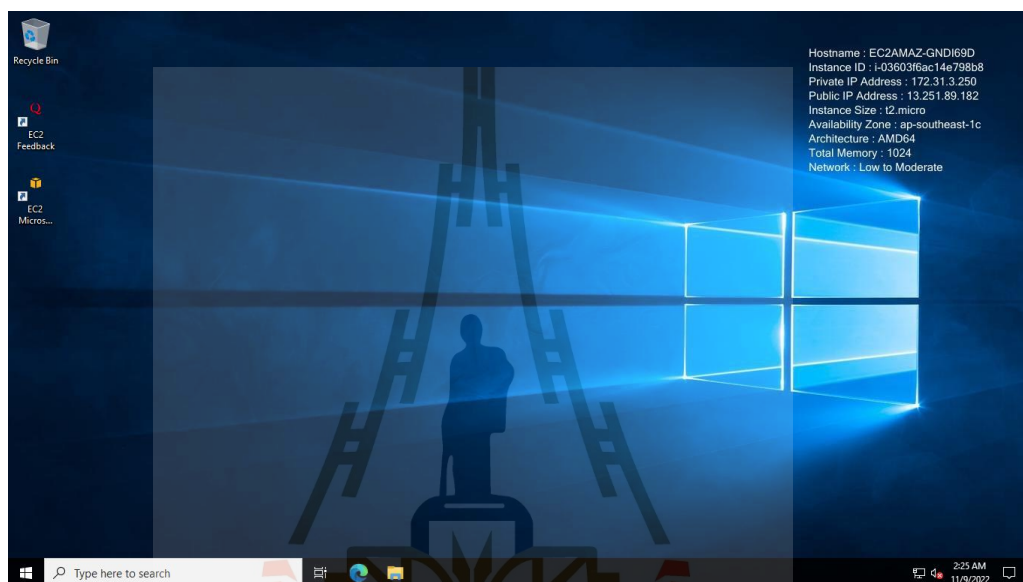 Recycle Bin
EC2
Feedback
EC2
Micros...
Hostname : EC2AMAZ-GNDI69D
Instance ID : i-03603f6ac14e798b8
Private IP Address : 172.31.3.250
Public IP Address : 13.251.89.182
Instance Size : t2.micro
Availability Zone : ap-southeast-1c
Architecture : AMD64
Total Memory : 1024
Network : Low to Moderate
Type here to search
2:25 AM
11/9/2022